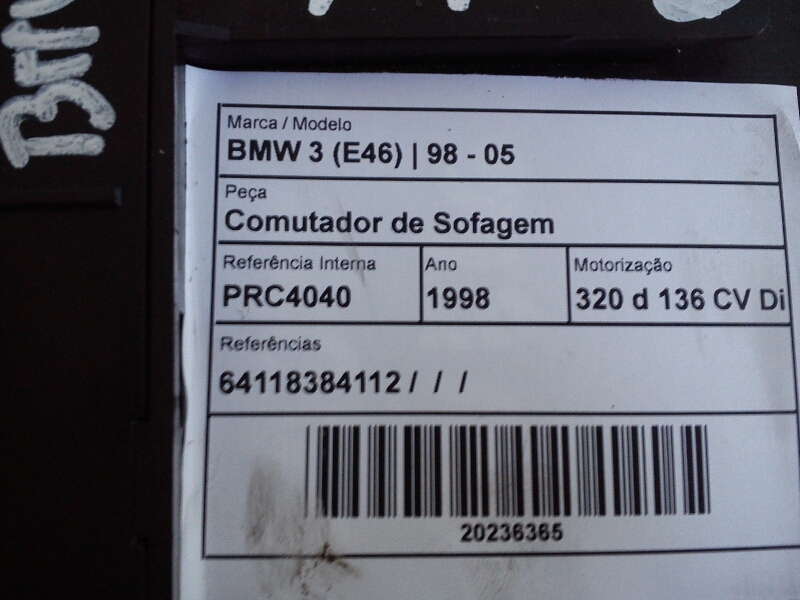 Marca / Modelo
BMW 3 (E46) | 98 - 05
Peça
Comutador de Sofagem
Referência Interna
PRC4040
Ano
1998
Motorização
320 d 136 CV Di
Referências
64118384112 / / /
20236365